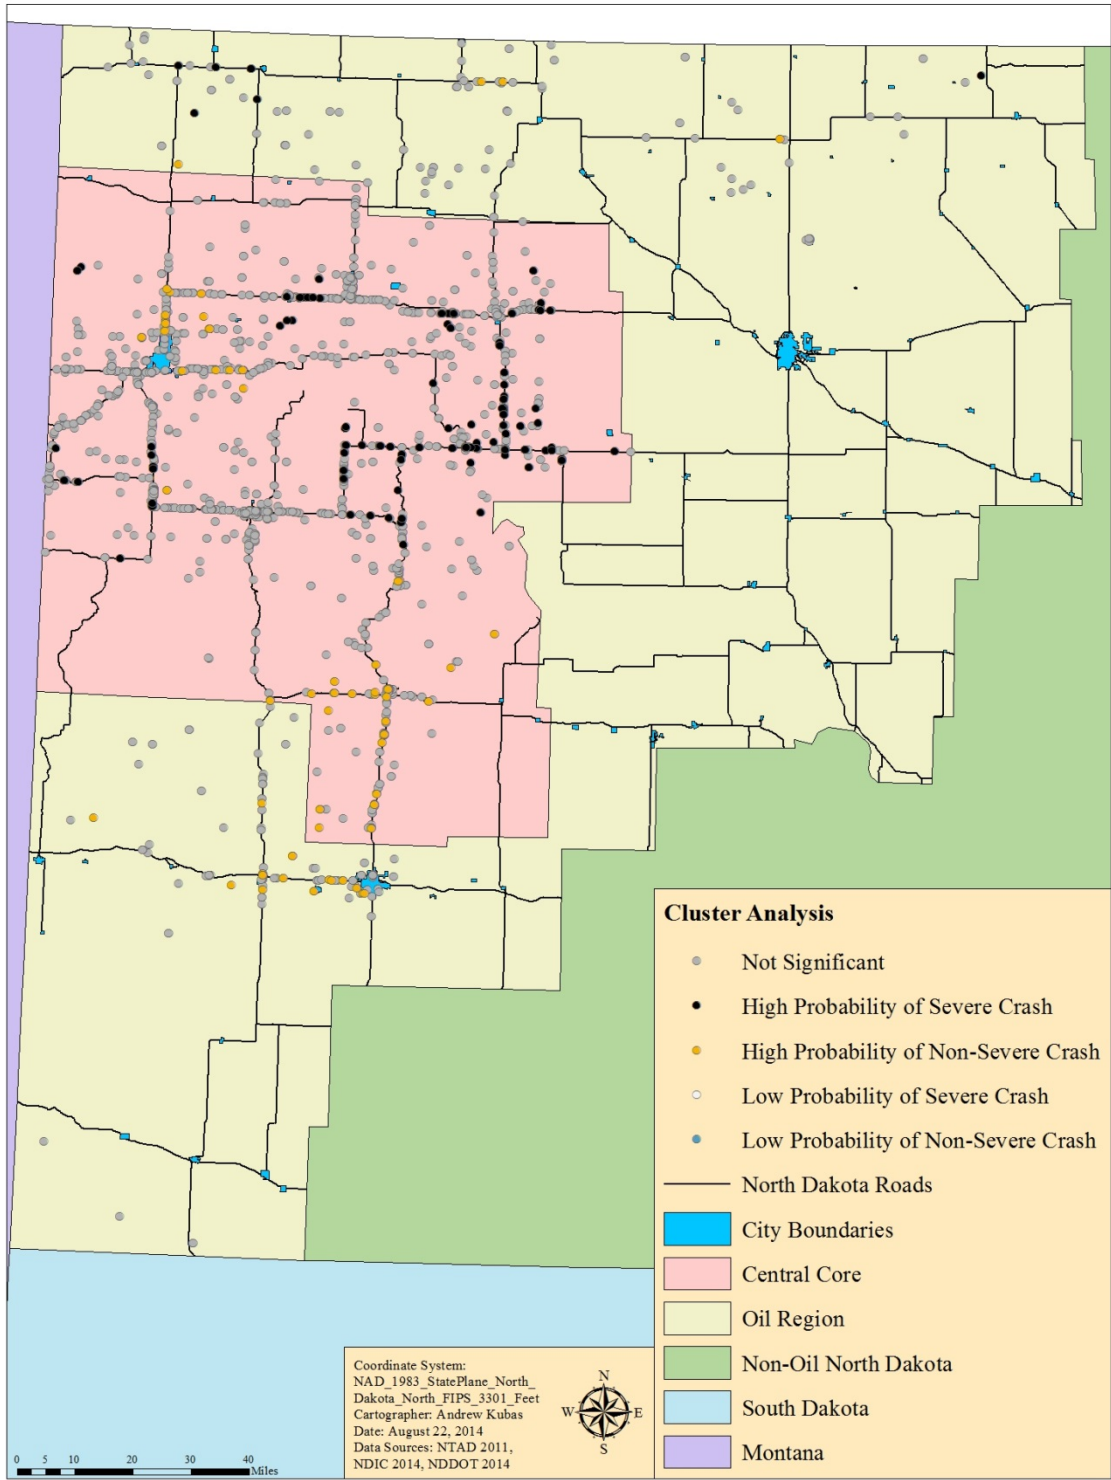 Cluster Analysis
Not Significant
High Probability of Severe Crash
High Probability of Non-Severe Crash
Low Probability of Severe Crash
Low Probability of Non-Severe Crash
North Dakota Roads
City Boundaries
Central Core
Oil Region
Non-Oil North Dakota
South Dakota
Montana
Coordinate System:
NAD_1983_StatePlane_North_
Dakota_North_FIPS_3301_Feet
Cartographer: Andrew Kubas
Date: August 22, 2014
Data Sources: NTAD 2011,
NDIC 2014, NDDOT 2014
N
W E
S
0 5 10 20 30 40
Miles